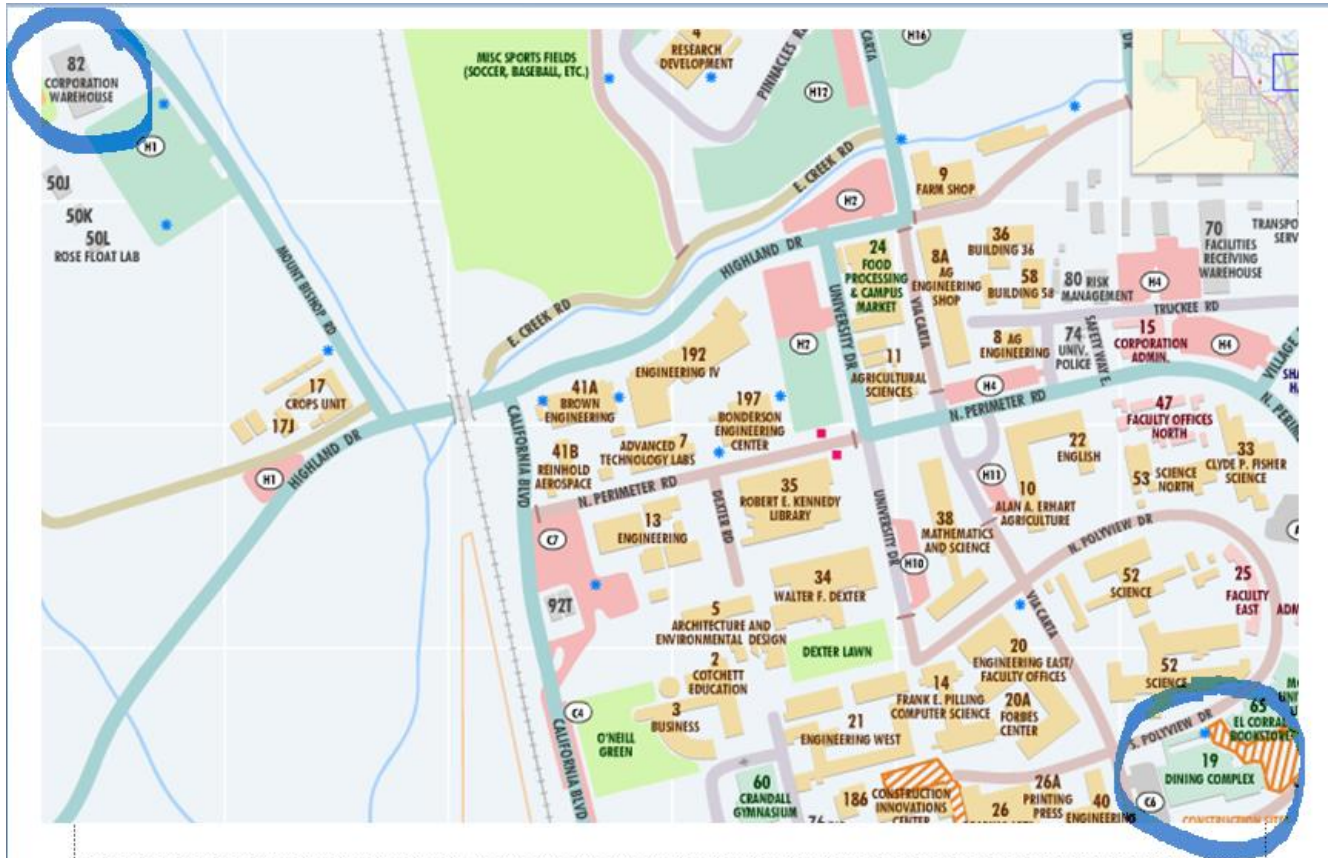 82
CORPORATION
WAREHOUSE
H1
50J
50K
50L
ROSE FLOAT LAB
MOUNT BISHOP RD
MISC SPORTS FIELDS
(SOCCER, BASEBALL, ETC.)
4
RESEARCH
DEVELOPMENT
PINNACLES
H12
CARTA
H16
E. CREEK RD
H2
9
FARM SHOP
HIGHLAND DR
24
FOOD
PROCESSING
& CAMPUS
MARKET
8A
AG
ENGINEERING
SHOP
36
BUILDING 36
58
BUILDING 58
80 RISK
MANAGEMENT
70
FACILITIES
RECEIVING
WAREHOUSE
H4
TRUCKEE RD
E. CREEK RD
H2
UNIVERSITY DR
VIA CARTA
11
AGRICULTURAL
SCIENCES
8 AG
ENGINEERING
74
UNIV.
POLICE
SAFETY WAY E.
15
CORPORATION
ADMIN.
H4
VILLAGE
192
ENGINEERING IV
17
CROPS UNIT
17J
41A
BROWN
ENGINEERING
197
BONDERSON
ENGINEERING
CENTER
H4
N. PERIMETER RD
47
FACULTY OFFICES
NORTH
HIGHLAND DR
H1
CALIFORNIA BLVD
41B
REINHOLD
AEROSPACE
ADVANCED 7
TECHNOLOGY LABS
N. PERIMETER RD
22
ENGLISH
33
CLYDE P. FISHER
SCIENCE
53
SCIENCE
NORTH
35
ROBERT E. KENNEDY
LIBRARY
DEXTER RD
UNIVERSITY DR
H11
10
ALAN A. ERHART
AGRICULTURE
13
ENGINEERING
C7
38
MATHEMATICS
AND SCIENCE
N. POLYVIEW DR
H10
34
WALTER F. DEXTER
52
SCIENCE
25
FACULTY
EAST
92T
5
ARCHITECTURE AND
ENVIRONMENTAL DESIGN
VIA CARTA
DEXTER LAWN
20
ENGINEERING EAST/
FACULTY OFFICES
52
SCIENCE
2
COTCHETT
EDUCATION
14
FRANK E. PILLING
COMPUTER SCIENCE
20A
FORBES
CENTER
65
EL CORRAL
BOOKSTORE
S. POLYVIEW DR
C4
3
BUSINESS
O'NEILL
GREEN
CALIFORNIA BLVD
21
ENGINEERING WEST
19
DINING COMPLEX
60
CRANDALL
GYMNASIUM
186
CONSTRUCTION
INNOVATIONS
CENTER
26
26A
PRINTING
PRESS
40
ENGINEERING
C6
CONSTRUCTION SITE